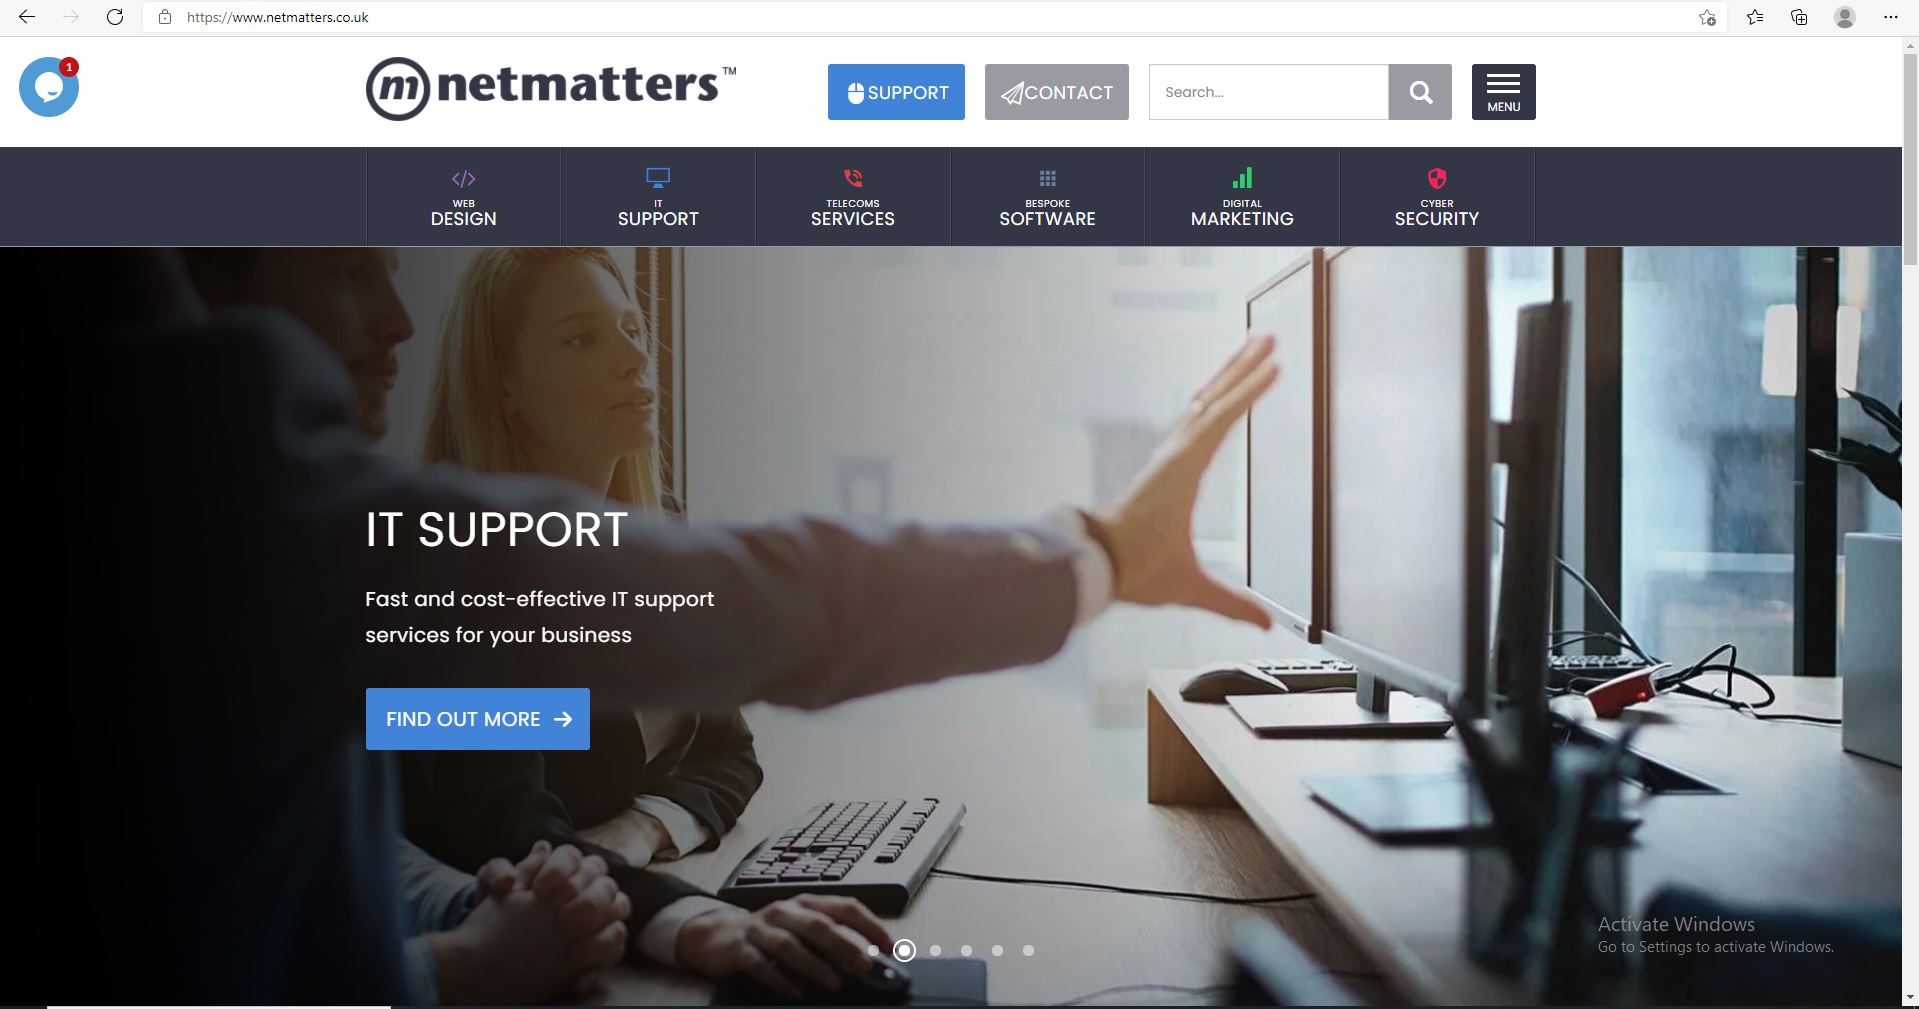 https://www.netmatters.co.uk
1
m netmatters™
SUPPORT
CONTACT
Search...
MENU
WEB
DESIGN
IT
SUPPORT
TELECOMS
SERVICES
BESPOKE
SOFTWARE
DIGITAL
MARKETING
CYBER
SECURITY
IT SUPPORT
Fast and cost-effective IT support
services for your business
FIND OUT MORE
Activate Windows
Go to Settings to activate Windows.